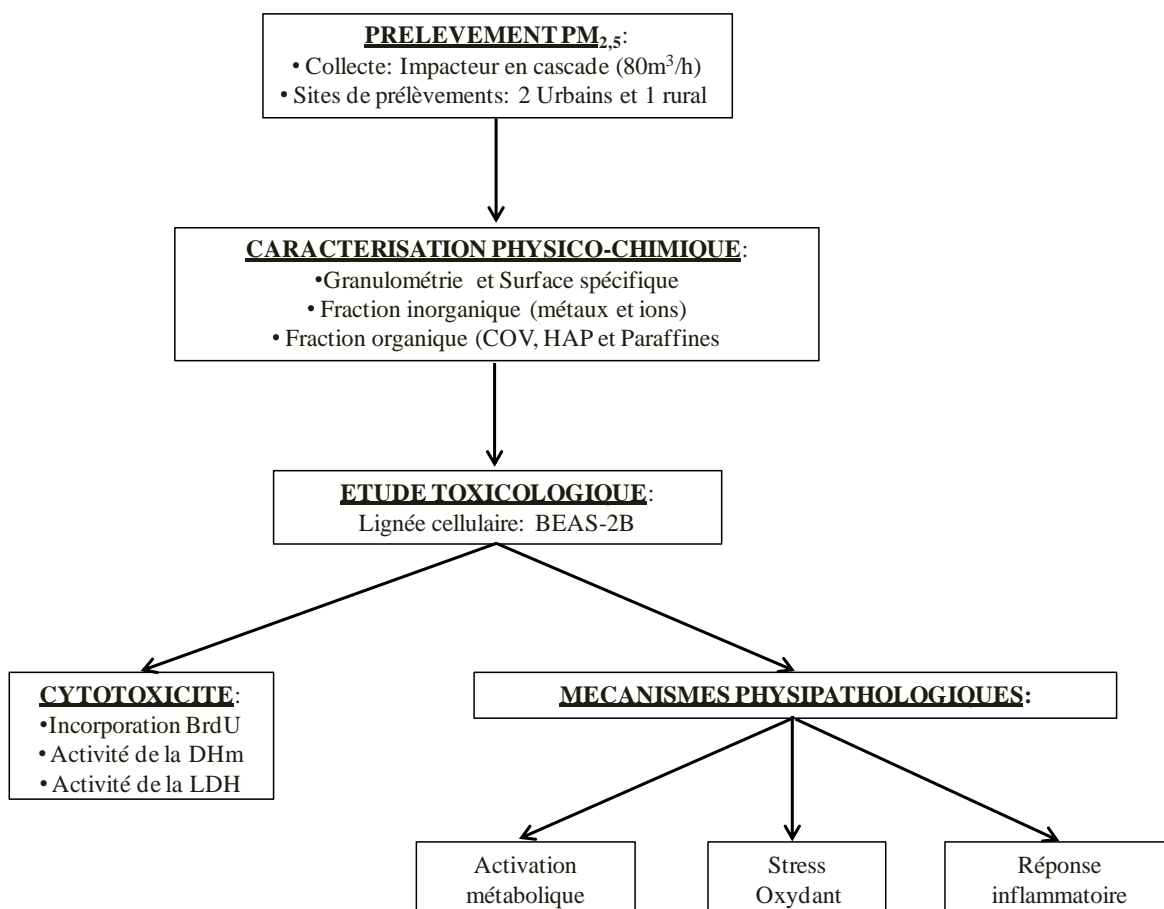 PRELEVEMENT PM2,5:
• Collecte: Impacteur en cascade (80m³/h)
• Sites de prélèvements: 2 Urbains et 1 rural
CARACTERISATION PHYSICO-CHIMIQUE:
•Granulométrie et Surface spécifique
• Fraction inorganique (métaux et ions)
• Fraction organique (COV, HAP et Paraffines
ETUDE TOXICOLOGIQUE:
Lignée cellulaire: BEAS-2B
CYTOTOXICITE:
•Incorporation BrdU
• Activité de la DHm
• Activité de la LDH
MECANISMES PHYSIPATHOLOGIQUES:
Activation
métabolique
Stress
Oxydant
Réponse
inflammatoire